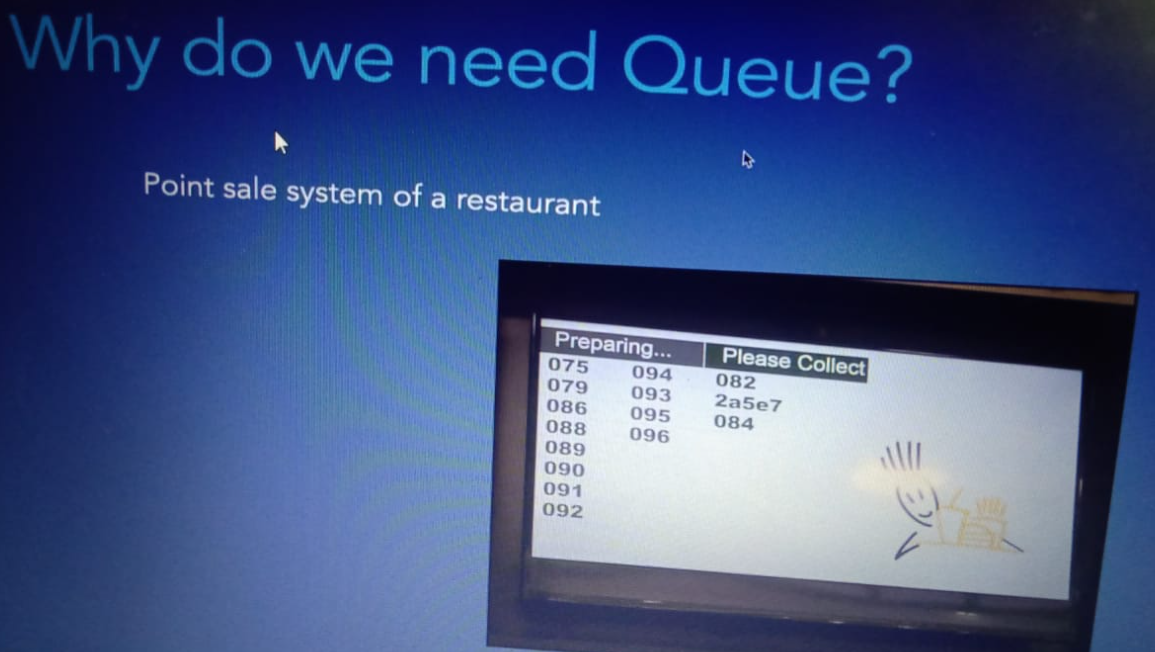 Why do we need Queue?
Point sale system of a restaurant
Preparing...
075
079
086
088
089
090
091
092
094
093
095
096
Please Collect
082
2a5e7
084